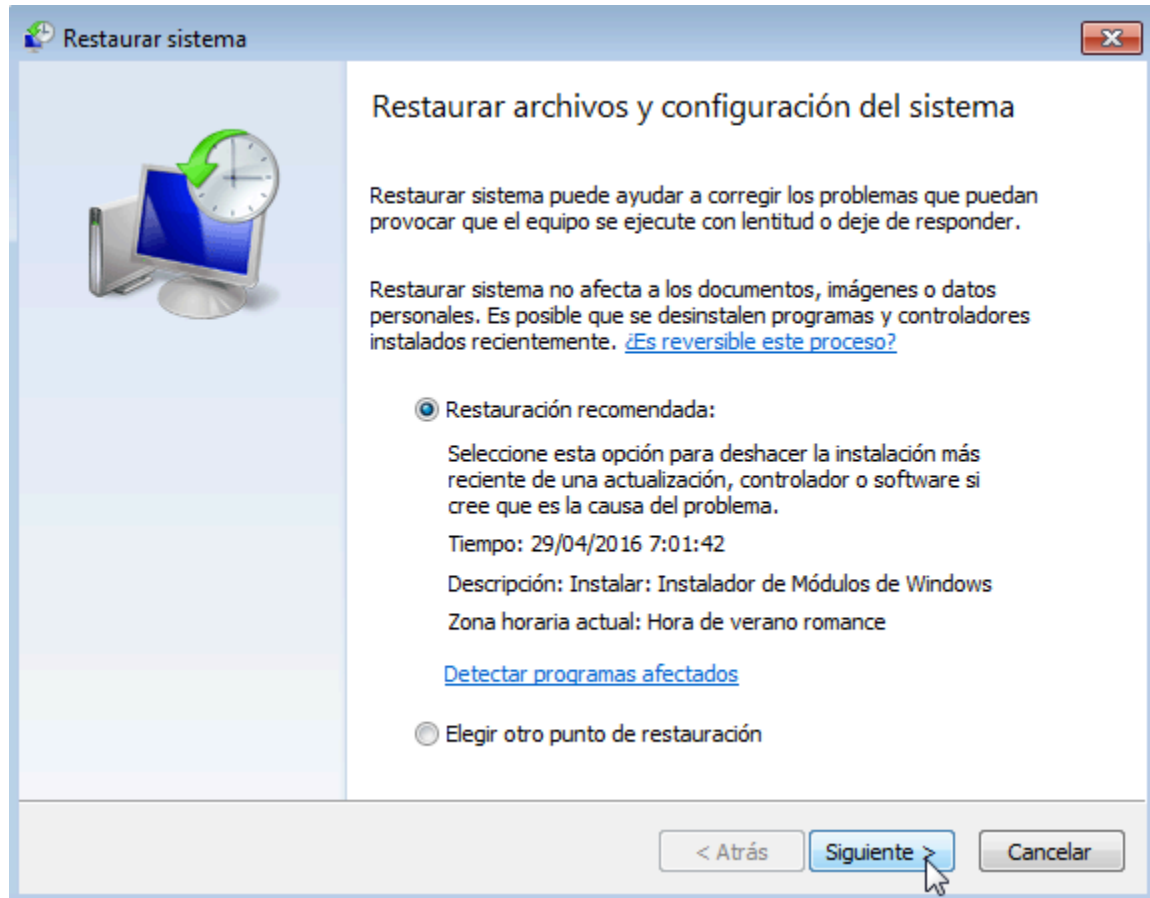 Restaurar sistema
Restaurar archivos y configuración del sistema
Restaurar sistema puede ayudar a corregir los problemas que puedan
provocar que el equipo se ejecute con lentitud o deje de responder.
Restaurar sistema no afecta a los documentos, imágenes o datos
personales. Es posible que se desinstalen programas y controladores
instalados recientemente. ¿Es reversible este proceso?
Restauración recomendada:
Seleccione esta opción para deshacer la instalación más
reciente de una actualización, controlador o software si
cree que es la causa del problema.
Tiempo: 29/04/2016 7:01:42
Descripción: Instalar: Instalador de Módulos de Windows
Zona horaria actual: Hora de verano romance
Detectar programas afectados
Elegir otro punto de restauración
< Atrás Siguiente > Cancelar